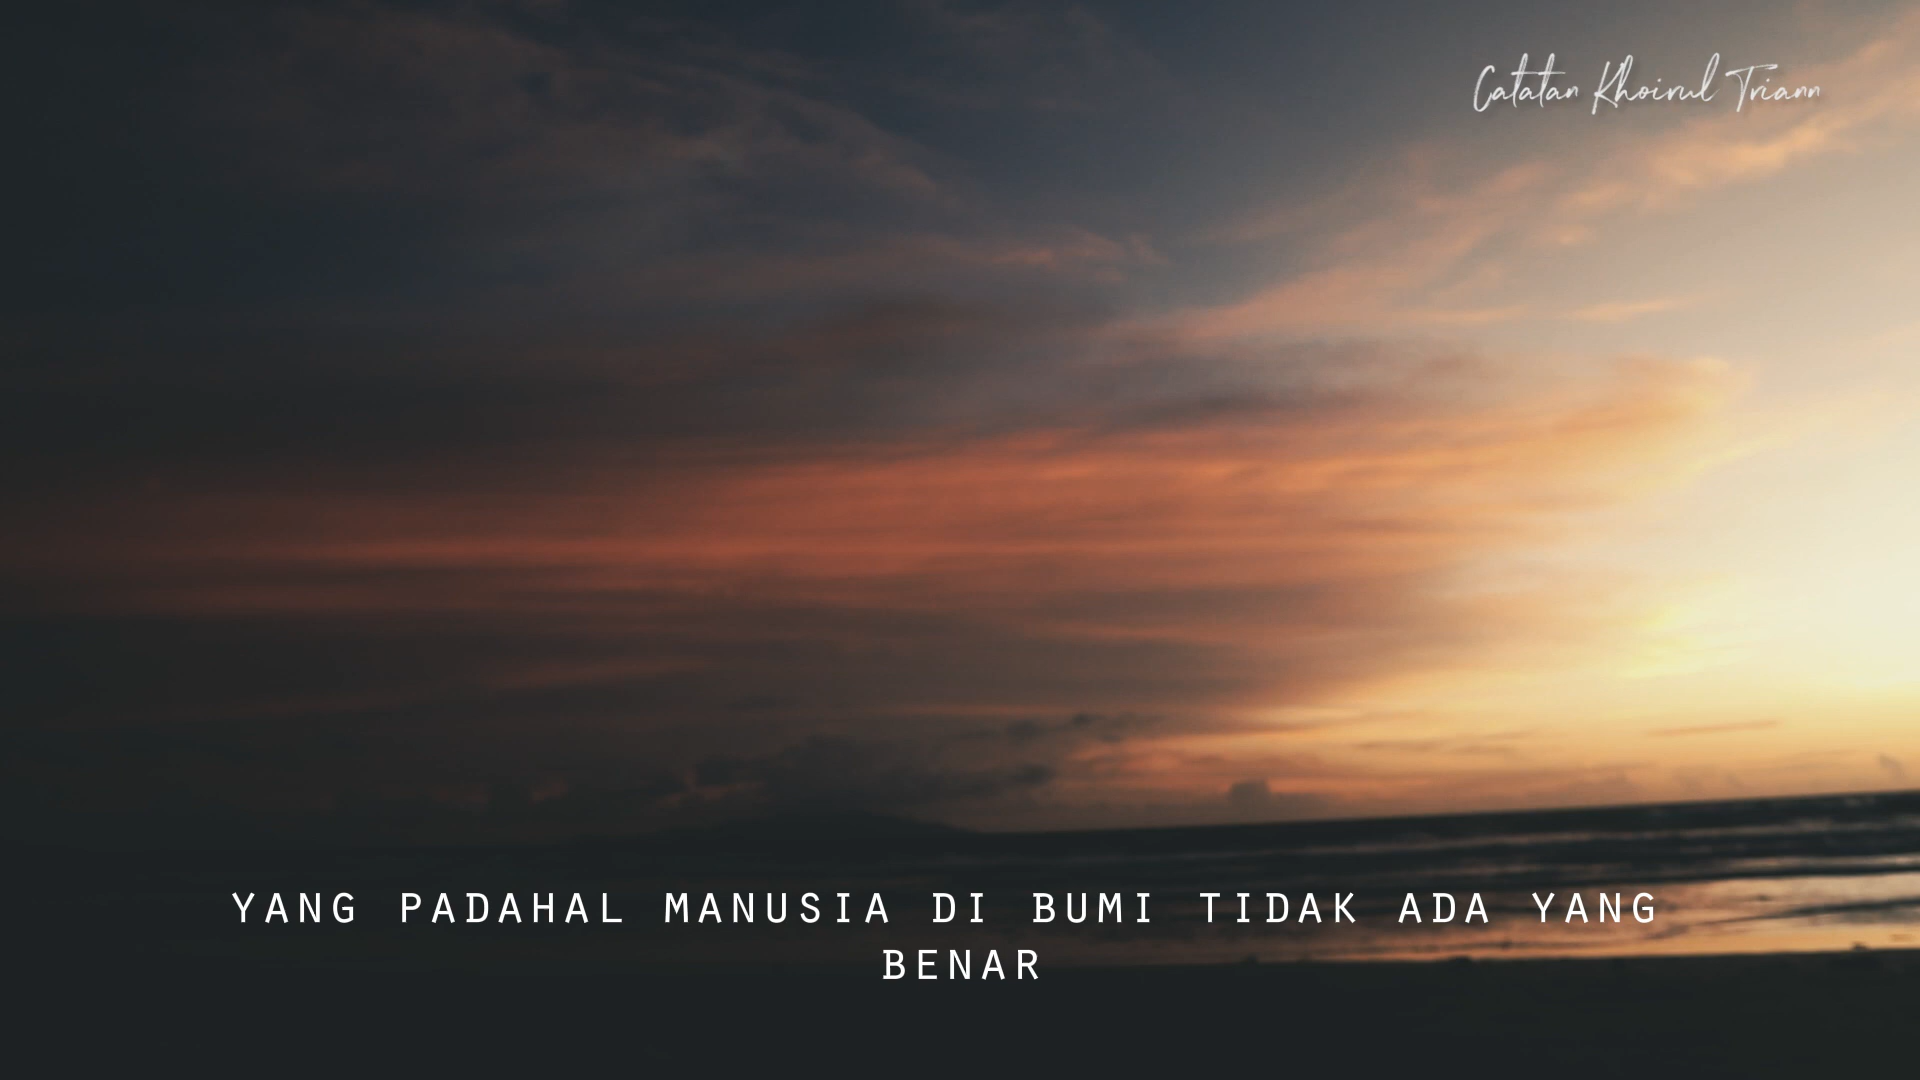 Catatan Khoirul Triann
YANG PADAHAL MANUSIA DI BUMI TIDAK ADA YANG
BENAR